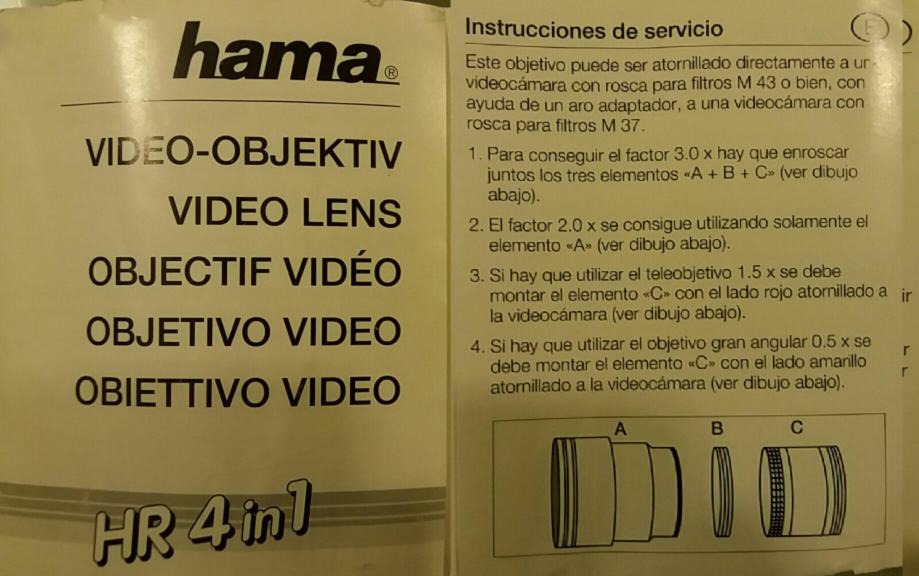 hama®
VIDEO-OBJEKTIV
VIDEO LENS
OBJECTIF VIDÉO
OBJETIVO VIDEO
OBIETTIVO VIDEO
HR 4 in 1
Instrucciones de servicio
E
Este objetivo puede ser atornillado directamente a un
videocámara con rosca para filtros M 43 o bien, con
ayuda de un aro adaptador, a una videocámara con
rosca para filtros M 37.
1. Para conseguir el factor 3.0 x hay que enroscar
juntos los tres elementos «A + B + C» (ver dibujo
abajo).
2. El factor 2.0 x se consigue utilizando solamente el
elemento «A» (ver dibujo abajo).
3. Si hay que utilizar el teleobjetivo 1.5 x se debe
montar el elemento «C» con el lado rojo atornillado a
la videocámara (ver dibujo abajo).
4. Si hay que utilizar el objetivo gran angular 0.5 x se
debe montar el elemento «C» con el lado amarillo
atornillado a la videocámara (ver dibujo abajo).
A B C